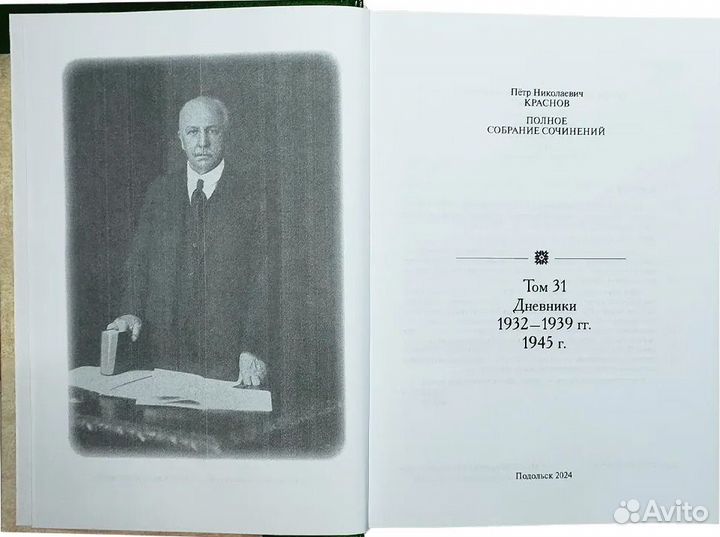 Пётр Николаевич
КРАСНОВ
ПОЛНОЕ
СОБРАНИЕ СОЧИНЕНИЙ
Том 31
Дневники
1932—1939 гг.
1945 г.
Подольск 2024
Avito